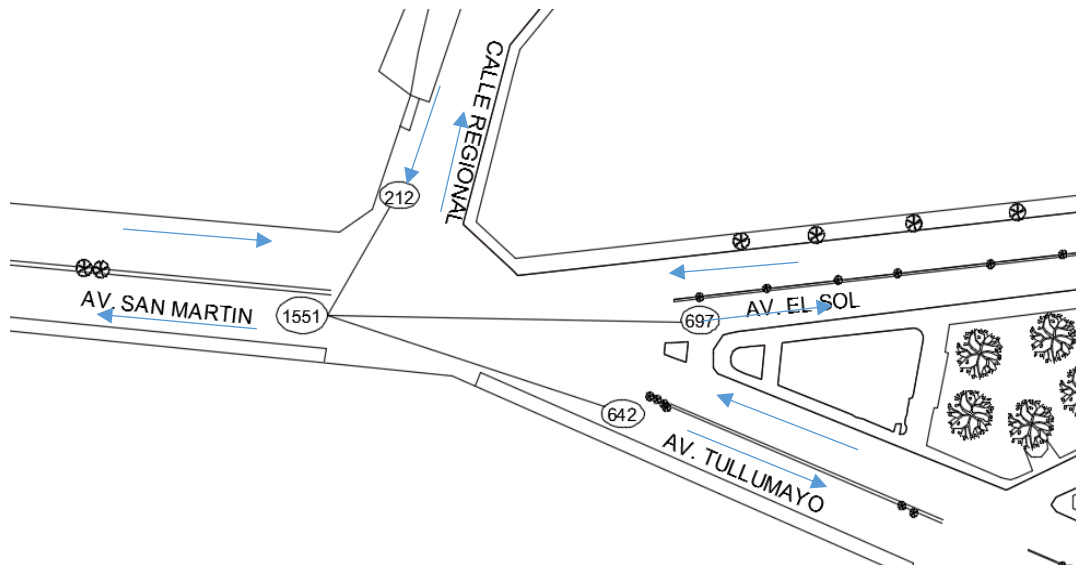 CALLE REGIONAL
212
AV. SAN MARTIN
1551
697
AV. EL SOL
642
AV. TULLUMAYO